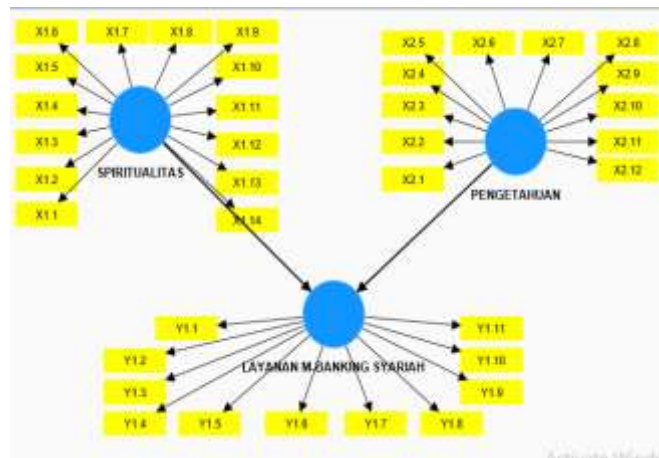 X1.6
X1.7
X1.8
X1.9
X1.5
X1.10
X1.4
X1.11
X1.3
X1.12
X1.2
X1.13
X1.1
X1.14
SPIRITUALITAS
X2.5
X2.6
X2.7
X2.8
X2.4
X2.9
X2.3
X2.10
X2.2
X2.11
X2.1
X2.12
PENGETAHUAN
Y1.1
Y1.11
Y1.2
LAYANAN M.BANKING SYARIAH
Y1.10
Y1.3
Y1.9
Y1.4
Y1.5
Y1.6
Y1.7
Y1.8